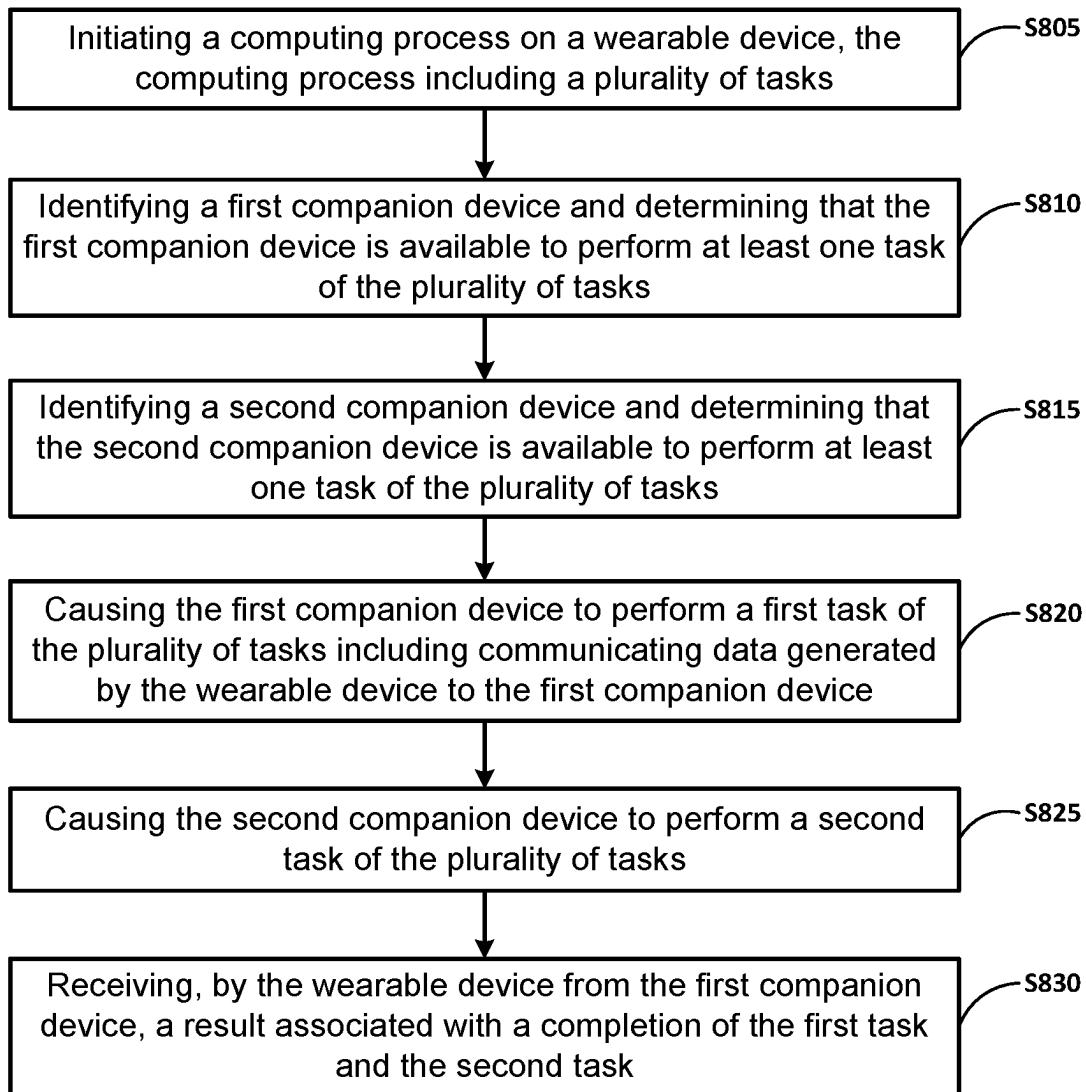 Initiating a computing process on a wearable device, the
computing process including a plurality of tasks
S805
Identifying a first companion device and determining that the
first companion device is available to perform at least one task
of the plurality of tasks
S810
Identifying a second companion device and determining that
the second companion device is available to perform at least
one task of the plurality of tasks
S815
Causing the first companion device to perform a first task of
the plurality of tasks including communicating data generated
by the wearable device to the first companion device
S820
Causing the second companion device to perform a second
task of the plurality of tasks
S825
Receiving, by the wearable device from the first companion
device, a result associated with a completion of the first task
and the second task
S830